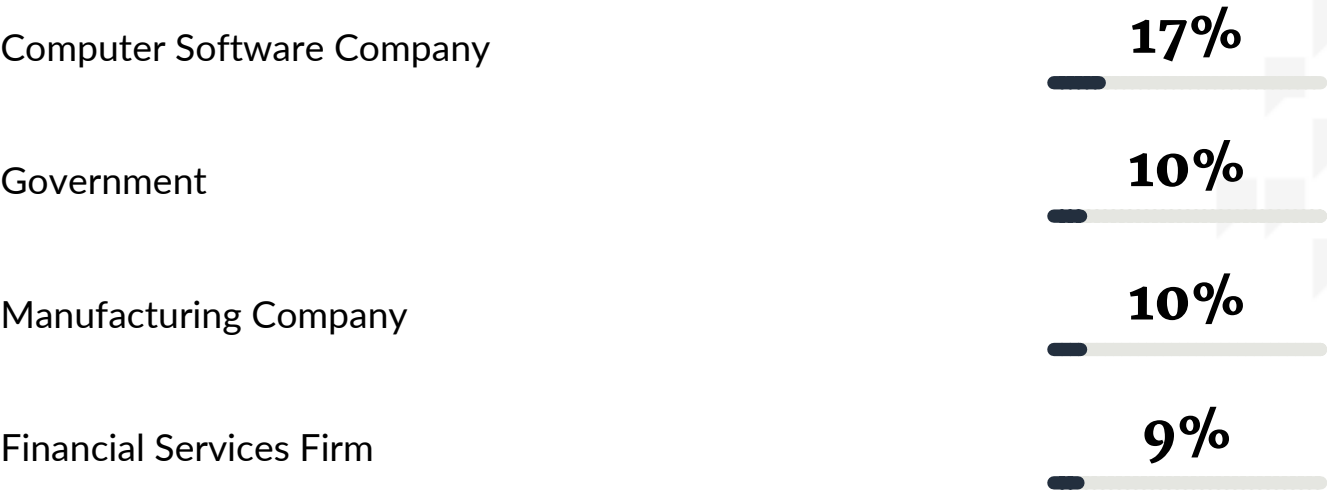 Computer Software Company 17%
Government 10%
Manufacturing Company 10%
Financial Services Firm 9%